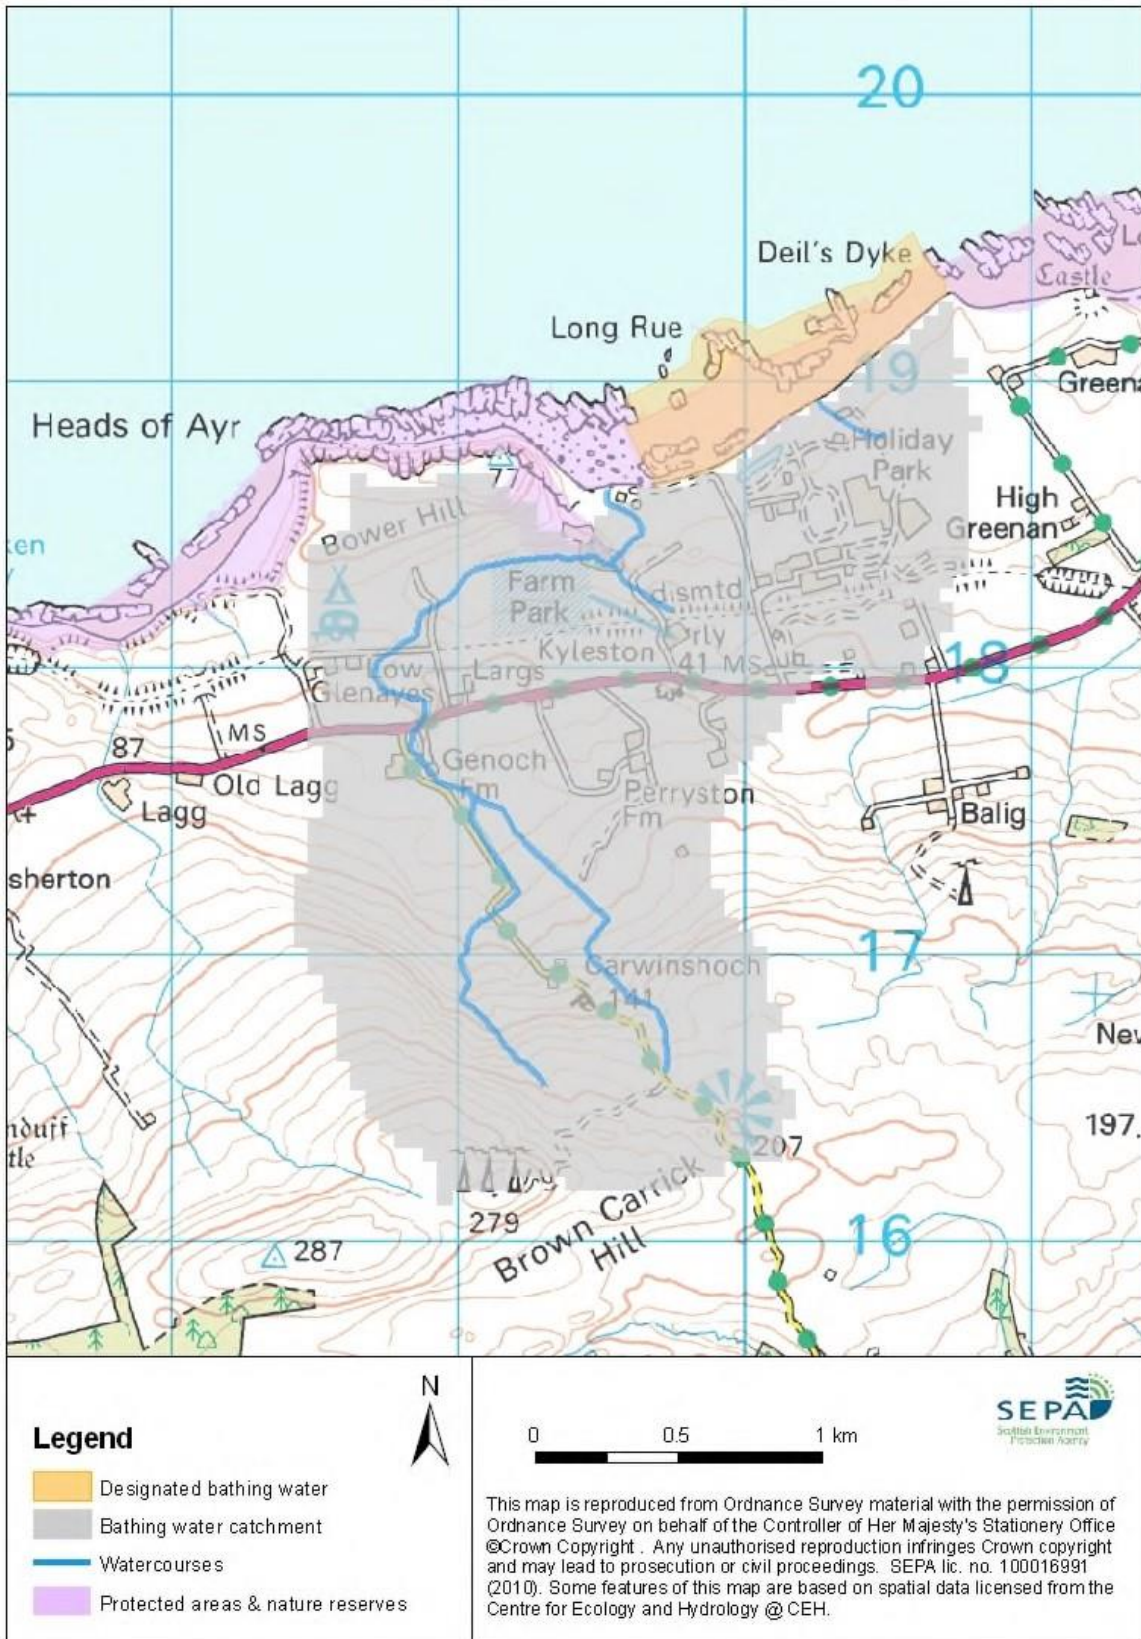 20
Deil's Dyke
Castle
Long Rue
19
Heads of Ayr
Holiday
Park
High
Greenan
Bower Hill
77
Farm
Park
dismtd
rly
Kyleston
41 MS
18
Low
Glenayes
Largs
MS
87
Old Lagg
Lagg
Genoch
Fm
Perryston
Fm
Balig
17
Carwinshoch
141
207
197.
279
Brown Carrick
Hill
16
287
N
Legend
Designated bathing water
Bathing water catchment
Watercourses
Protected areas & nature reserves
0 0.5 1 km
SEPA
Scottish Environment
Protection Agency
This map is reproduced from Ordnance Survey material with the permission of
Ordnance Survey on behalf of the Controller of Her Majesty's Stationery Office
©Crown Copyright . Any unauthorised reproduction infringes Crown copyright
and may lead to prosecution or civil proceedings. SEPA lic. no. 100016991
(2010). Some features of this map are based on spatial data licensed from the
Centre for Ecology and Hydrology @ CEH.